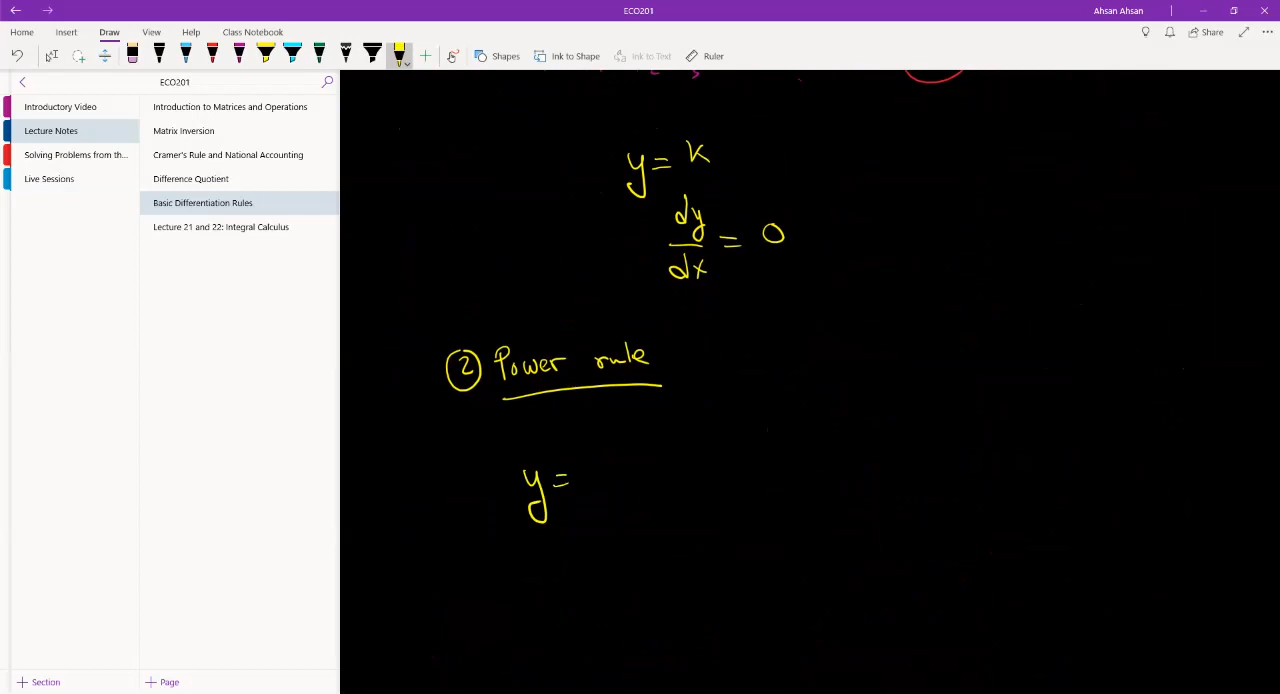 ECO201
Ahsan Ahsan
Home Insert Draw View Help Class Notebook
Share
Shapes Ink to Shape Ink to Text Ruler
ECO201
Introductory Video
Lecture Notes
Solving Problems from th...
Live Sessions
Introduction to Matrices and Operations
Matrix Inversion
Cramer's Rule and National Accounting
Difference Quotient
Basic Differentiation Rules
Lecture 21 and 22: Integral Calculus
y = k
dy/dx = 0
② Power rule
y =
+ Section
+ Page